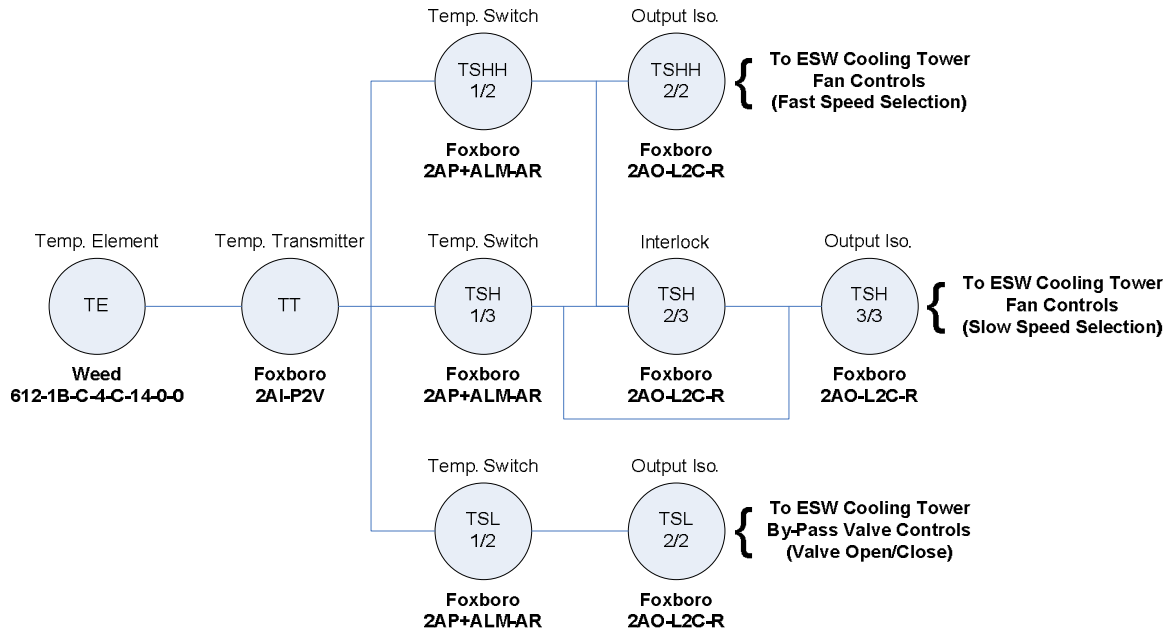 Temp. Switch
TSHH
1/2
Foxboro
2AP+ALM-AR
Output Iso.
TSHH
2/2
Foxboro
2AO-L2C-R
{
To ESW Cooling Tower
Fan Controls
(Fast Speed Selection)
Temp. Element
TE
Weed
612-1B-C-4-C-14-0-0
Temp. Transmitter
TT
Foxboro
2AI-P2V
Temp. Switch
TSH
1/3
Foxboro
2AP+ALM-AR
Interlock
TSH
2/3
Foxboro
2AO-L2C-R
Output Iso.
TSH
3/3
Foxboro
2AO-L2C-R
{
To ESW Cooling Tower
Fan Controls
(Slow Speed Selection)
Temp. Switch
TSL
1/2
Foxboro
2AP+ALM-AR
Output Iso.
TSL
2/2
Foxboro
2AO-L2C-R
{
To ESW Cooling Tower
By-Pass Valve Controls
(Valve Open/Close)